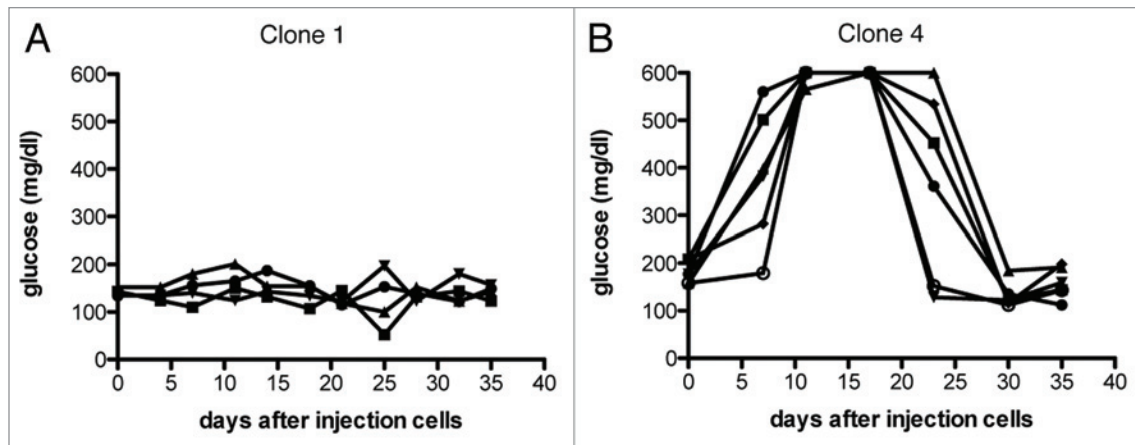 A
Clone 1
600
500
400
300
200
100
0
glucose (mg/dl)
0 5 10 15 20 25 30 35 40
days after injection cells
B
Clone 4
600
500
400
300
200
100
0
glucose (mg/dl)
0 5 10 15 20 25 30 35 40
days after injection cells